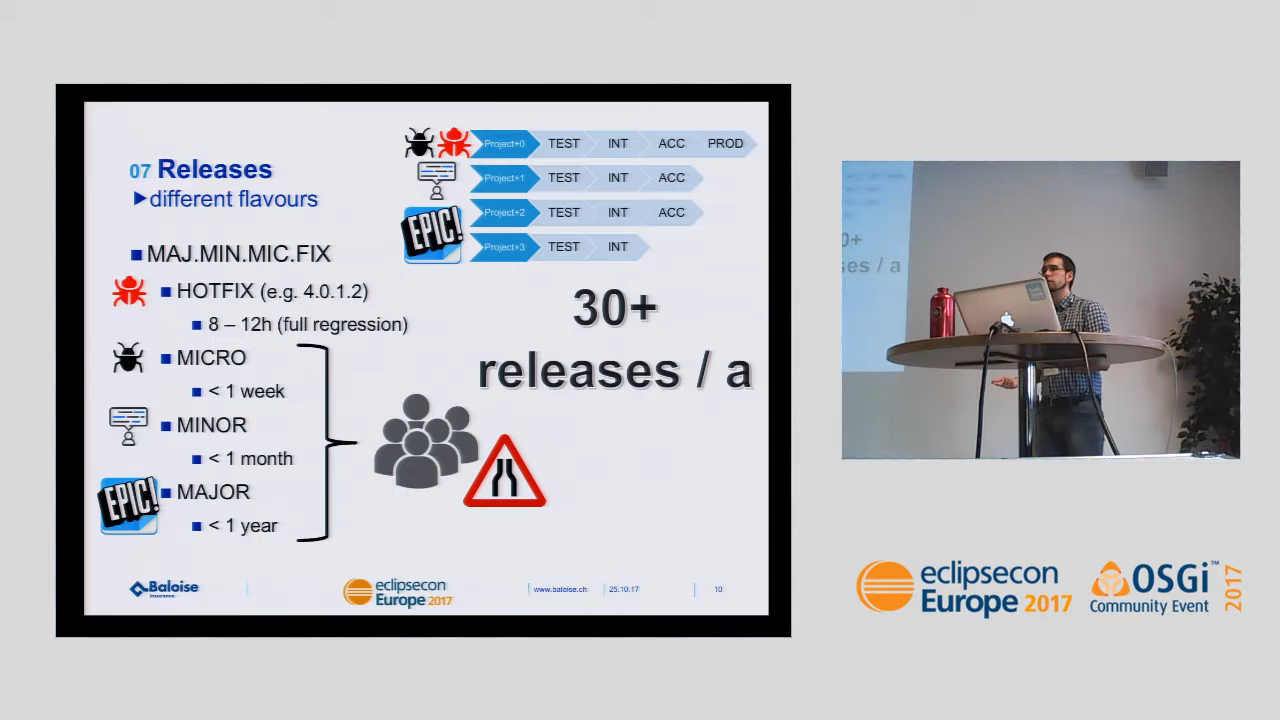 07 Releases
different flavours
MAJ.MIN.MIC.FIX
HOTFIX (e.g. 4.0.1.2)
8 – 12h (full regression)
MICRO
< 1 week
MINOR
< 1 month
EPIC!
MAJOR
< 1 year
Project+0 TEST INT ACC PROD
Project+1 TEST INT ACC
EPIC!
Project+2 TEST INT ACC
Project+3 TEST INT
30+
releases / a
Baloise
Insurance
eclipsecon
Europe 2017
www.baloise.ch
25.10.17
10
0+
ses / a
eclipsecon
Europe 2017
OSGi™
Community Event
2017